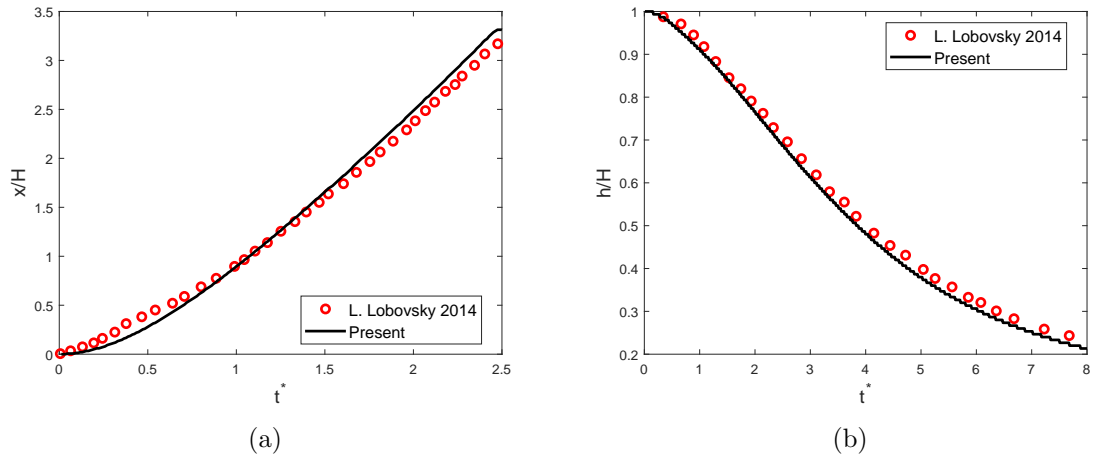 3.5
3
2.5
2
1.5
1
0.5
0
x/H
0 0.5 1 1.5 2 2.5
t*
L. Lobovsky 2014
Present
(a)
1
0.9
0.8
0.7
0.6
0.5
0.4
0.3
0.2
h/H
0 1 2 3 4 5 6 7 8
t*
L. Lobovsky 2014
Present
(b)